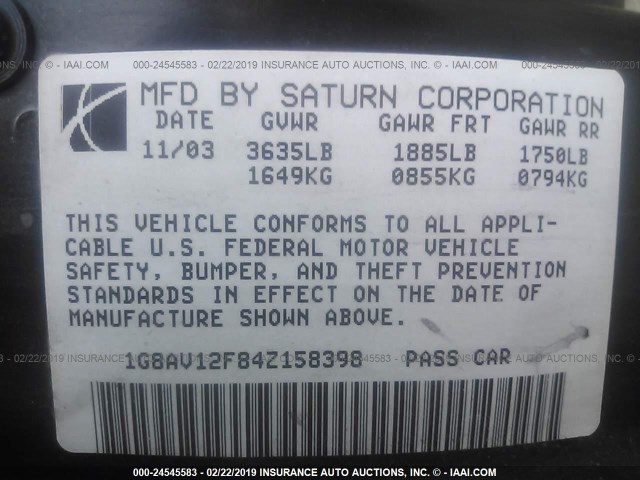 © - IAAI.com 00-24545583 - 02/22/2019 INSURANCE AUTO AUCTIONS, INC. © - IAAI.com
MFD BY SATURN CORPORATION
DATE GVWR GAWR FRT GAWR RR
11/03 3635LB 1885LB 1750LB
1649KG 0855KG 0794KG
THIS VEHICLE CONFORMS TO ALL APPLI-
CABLE U.S. FEDERAL MOTOR VEHICLE
SAFETY, BUMPER, AND THEFT PREVENTION
STANDARDS IN EFFECT ON THE DATE OF
MANUFACTURE SHOWN ABOVE.
1G8AV12F84Z158398 PASS CAR
000-24545583 - 02/22/2019 INSURANCE AUTO AUCTIONS, INC. © - IAAI.COM